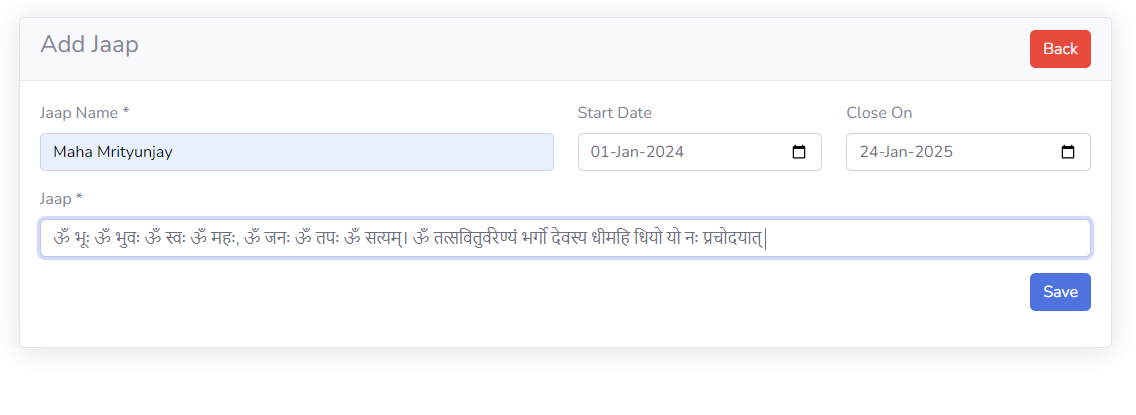 Add Jaap
Back
Jaap Name *
Start Date
Close On
Maha Mrityunjay
01-Jan-2024
24-Jan-2025
Jaap *
ॐ भूः ॐ भुवः ॐ स्वः ॐ महः, ॐ जनः ॐ तपः ॐ सत्यम्। ॐ तत्सवितुर्वरेण्यं भर्गो देवस्य धीमहि धियो यो नः प्रचोदयात्
Save